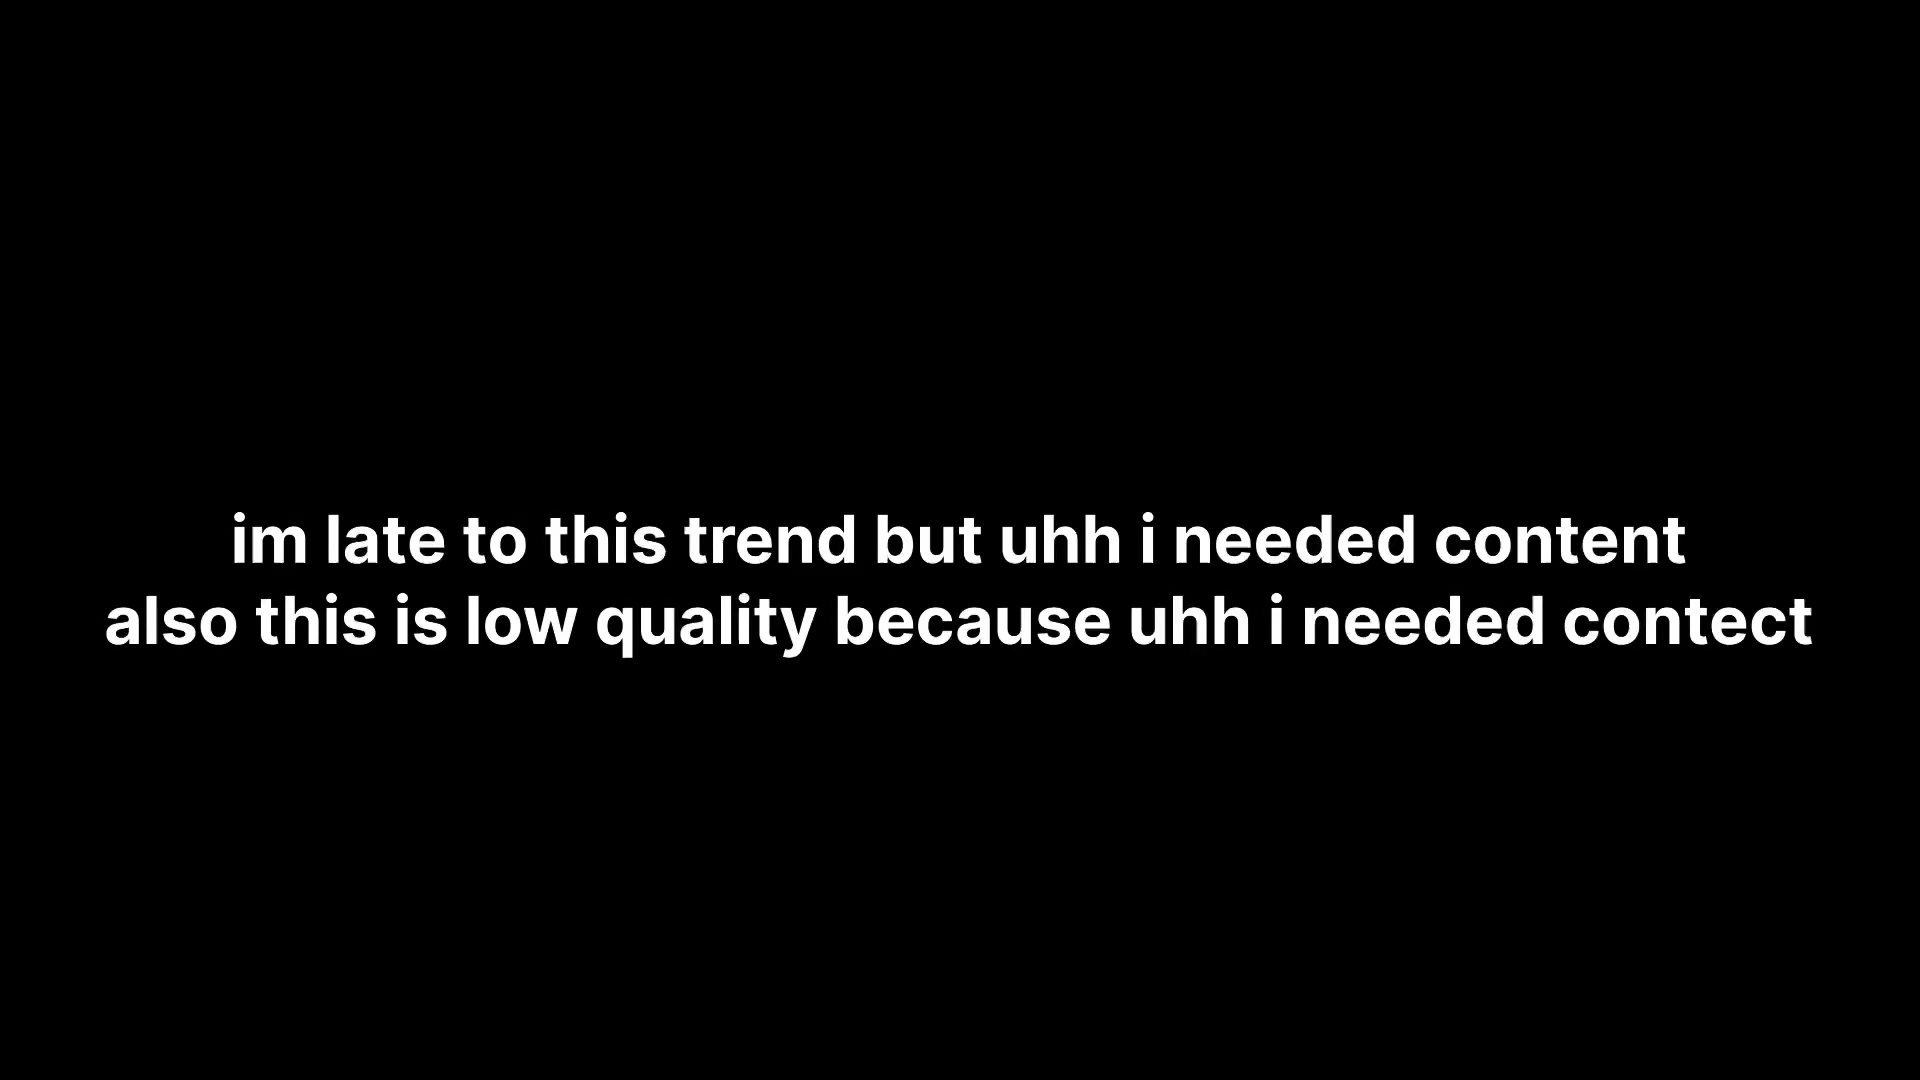 im late to this trend but uhh i needed content
also this is low quality because uhh i needed contect